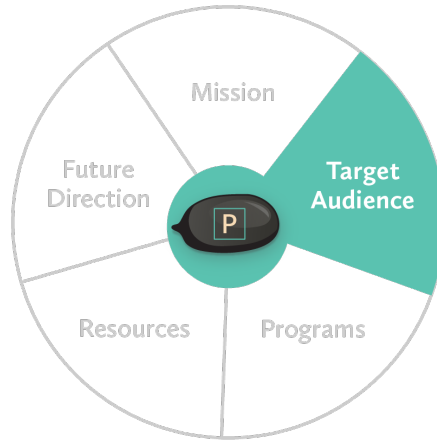 Mission
Target
Audience
Future
Direction
P
Resources
Programs